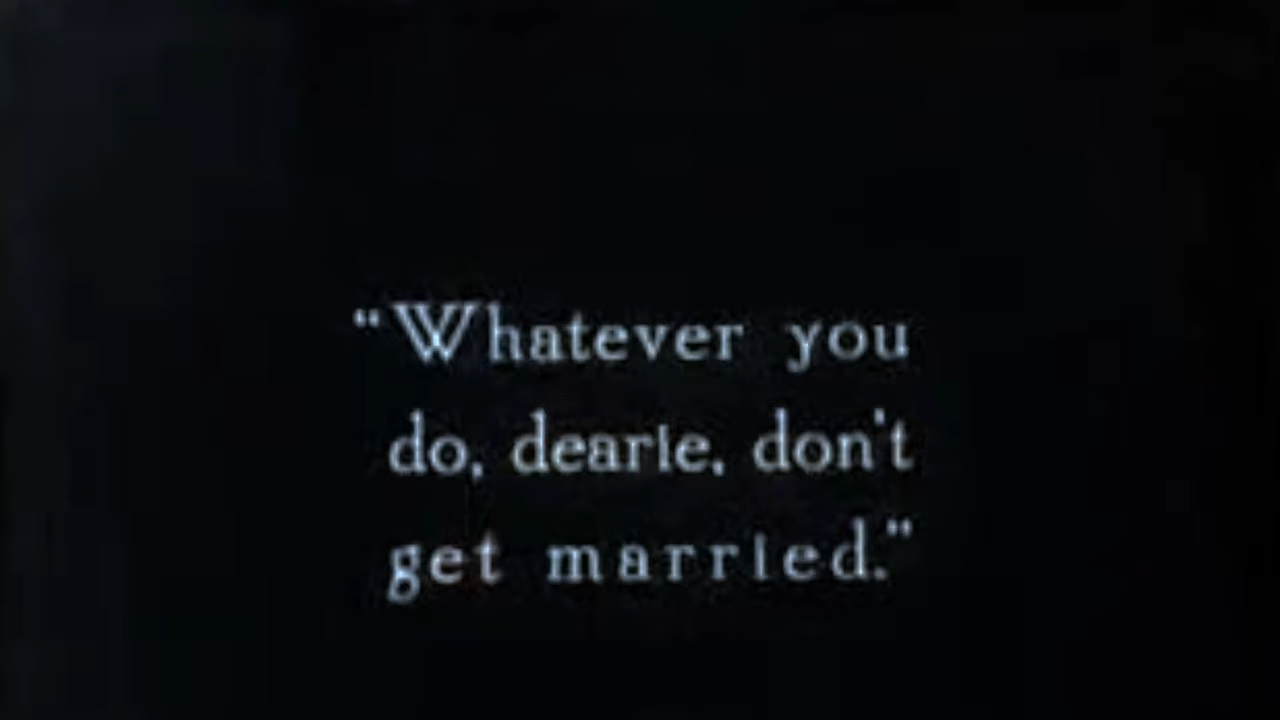 “Whatever you
do, dearie, don't
get married.”